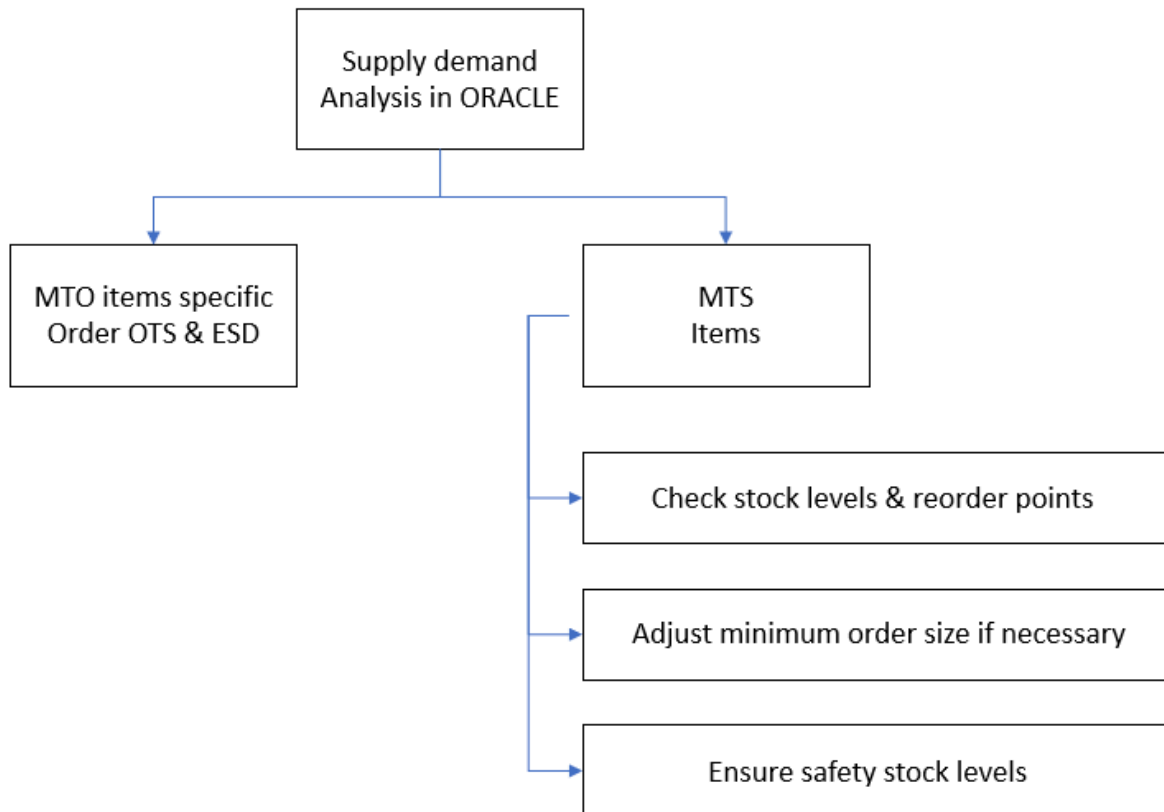 Supply demand
Analysis in ORACLE
MTO items specific
Order OTS & ESD
MTS
Items
Check stock levels & reorder points
Adjust minimum order size if necessary
Ensure safety stock levels